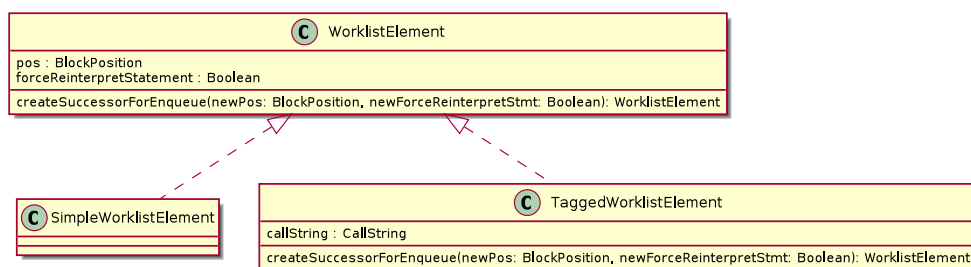 C WorklistElement
pos : BlockPosition
forceReinterpretStatement : Boolean
createSuccessorForEnqueue(newPos: BlockPosition, newForceReinterpretStmt: Boolean): WorklistElement
C SimpleWorklistElement
C TaggedWorklistElement
callString : CallString
createSuccessorForEnqueue(newPos: BlockPosition, newForceReinterpretStmt: Boolean): WorklistElement